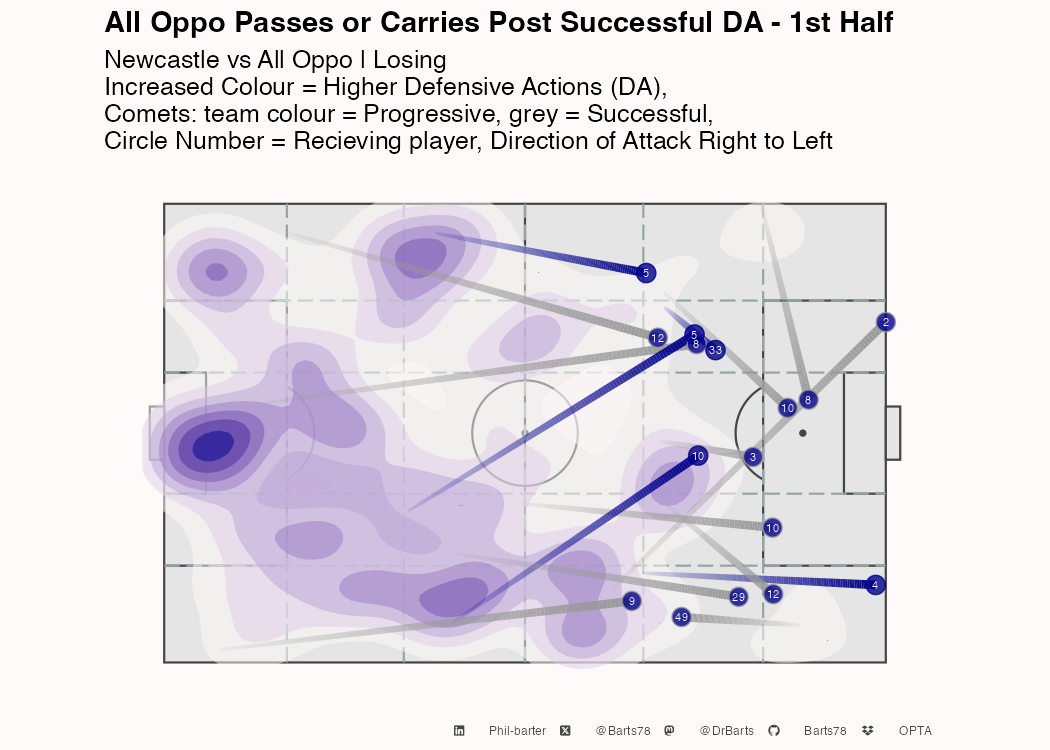 All Oppo Passes or Carries Post Successful DA - 1st Half
Newcastle vs All Oppo | Losing
Increased Colour = Higher Defensive Actions (DA),
Comets: team colour = Progressive, grey = Successful,
Circle Number = Recieving player, Direction of Attack Right to Left
5
2
12
5
8
33
8
10
10
3
10
4
12
29
9
49
Phil-barter @Barts78 @DrBarts Barts78 OPTA